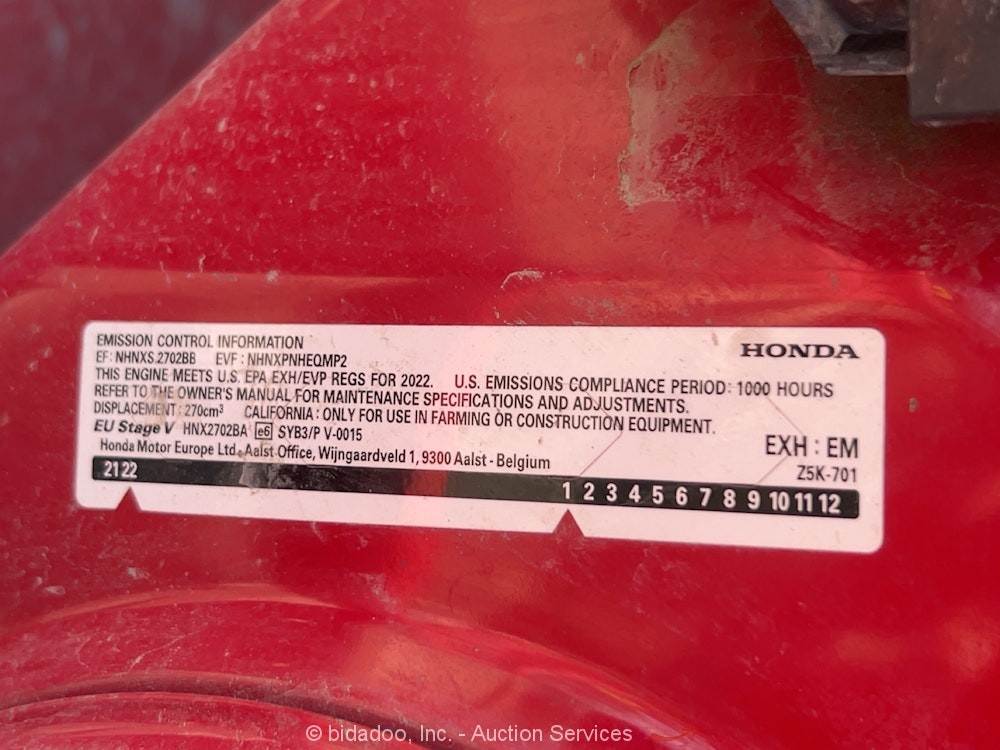 EMISSION CONTROL INFORMATION
EF: NHNXS.2702BB EVF: NHNXPNHEQMP2
HONDA
THIS ENGINE MEETS U.S. EPA EXH/EVP REGS FOR 2022. U.S. EMISSIONS COMPLIANCE PERIOD: 1000 HOURS
REFER TO THE OWNER'S MANUAL FOR MAINTENANCE SPECIFICATIONS AND ADJUSTMENTS.
DISPLACEMENT: 270cm³ CALIFORNIA: ONLY FOR USE IN FARMING OR CONSTRUCTION EQUIPMENT.
EU Stage V HNX2702BA e6 SYB3/P V-0015
EXH: EM
Honda Motor Europe Ltd. Aalst Office, Wijngaardveld 1, 9300 Aalst - Belgium
Z5K-701
21 22
1 2 3 4 5 6 7 8 9 10 11 12
© bidadoo, Inc. - Auction Services